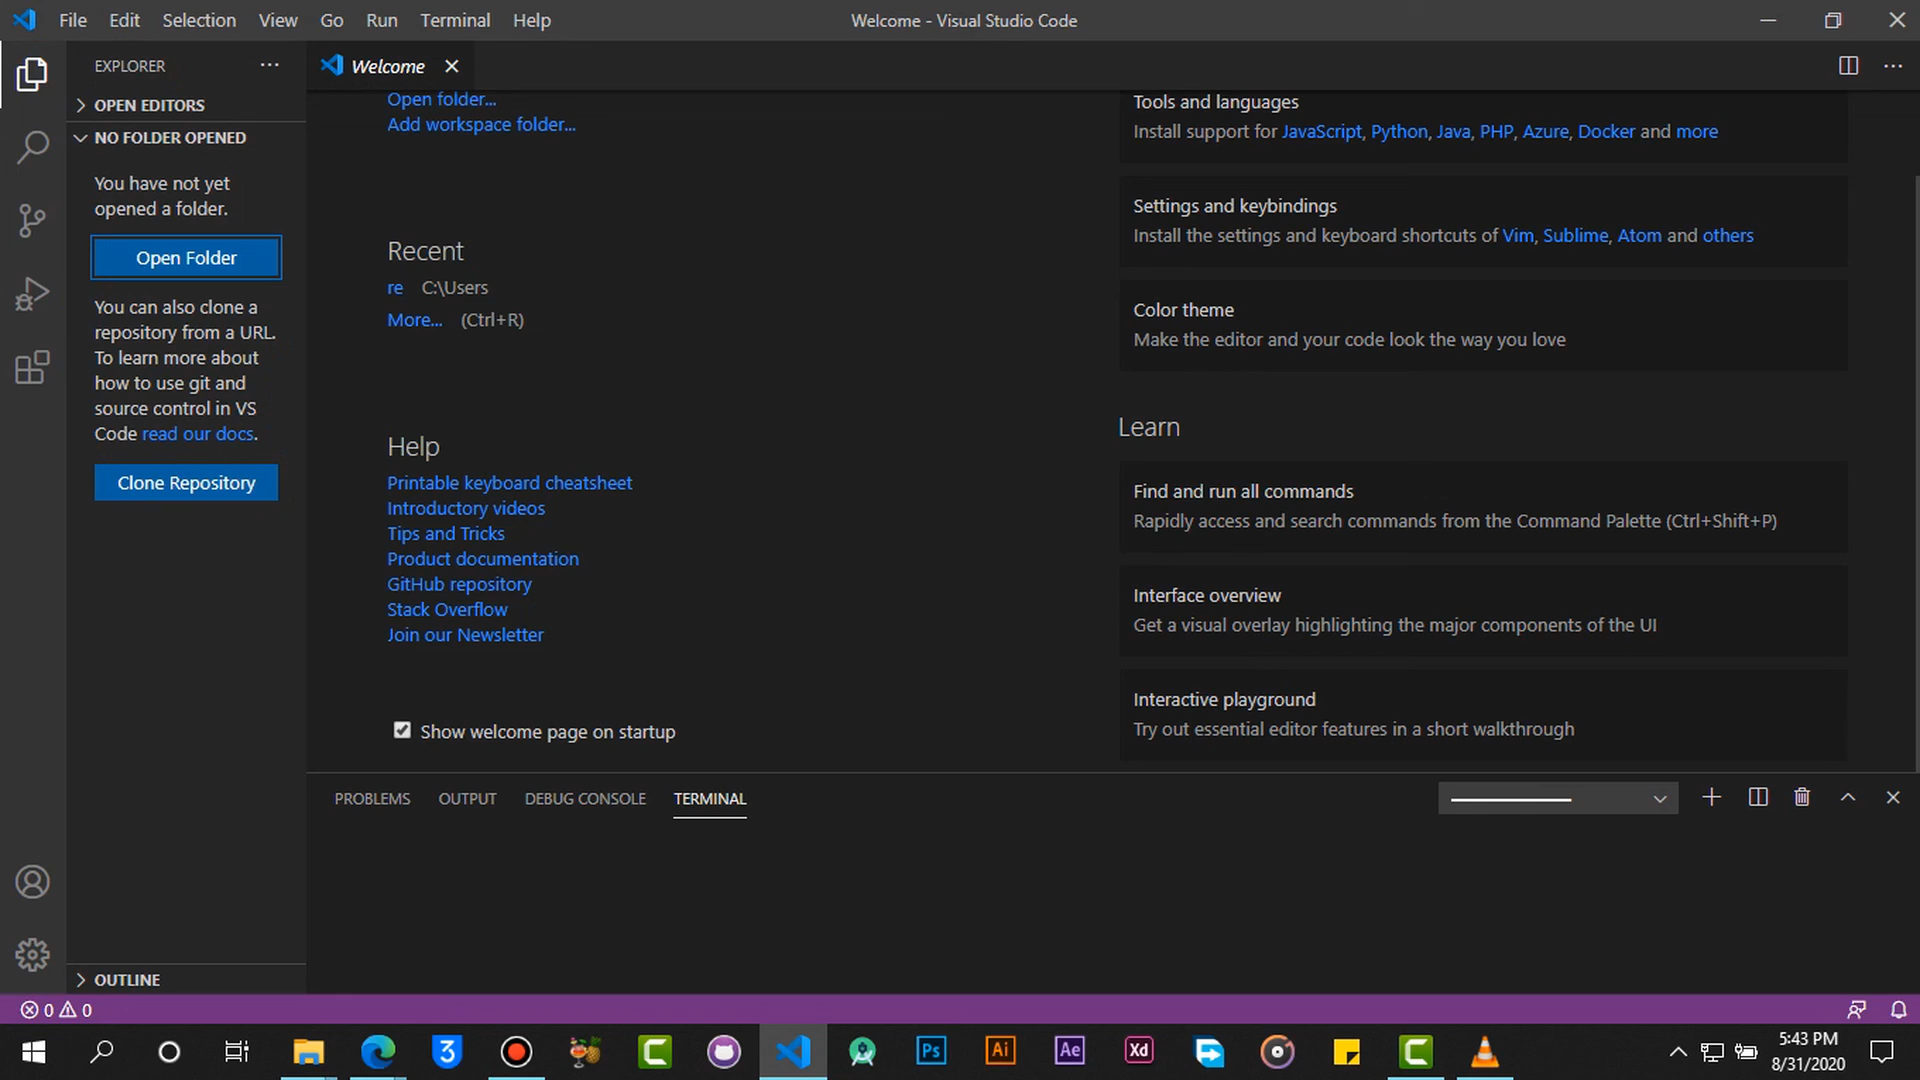 File Edit Selection View Go Run Terminal Help
Welcome - Visual Studio Code
EXPLORER
Welcome
OPEN EDITORS
NO FOLDER OPENED
You have not yet
opened a folder.
Open Folder
You can also clone a
repository from a URL.
To learn more about
how to use git and
source control in VS
Code read our docs.
Clone Repository
OUTLINE
Open folder...
Add workspace folder...
Recent
re C:\Users
More... (Ctrl+R)
Help
Printable keyboard cheatsheet
Introductory videos
Tips and Tricks
Product documentation
GitHub repository
Stack Overflow
Join our Newsletter
Show welcome page on startup
Tools and languages
Install support for JavaScript, Python, Java, PHP, Azure, Docker and more
Settings and keybindings
Install the settings and keyboard shortcuts of Vim, Sublime, Atom and others
Color theme
Make the editor and your code look the way you love
Learn
Find and run all commands
Rapidly access and search commands from the Command Palette (Ctrl+Shift+P)
Interface overview
Get a visual overlay highlighting the major components of the UI
Interactive playground
Try out essential editor features in a short walkthrough
PROBLEMS OUTPUT DEBUG CONSOLE TERMINAL
0 0
3 C Ps Ai Ae Xd C
5:43 PM
8/31/2020